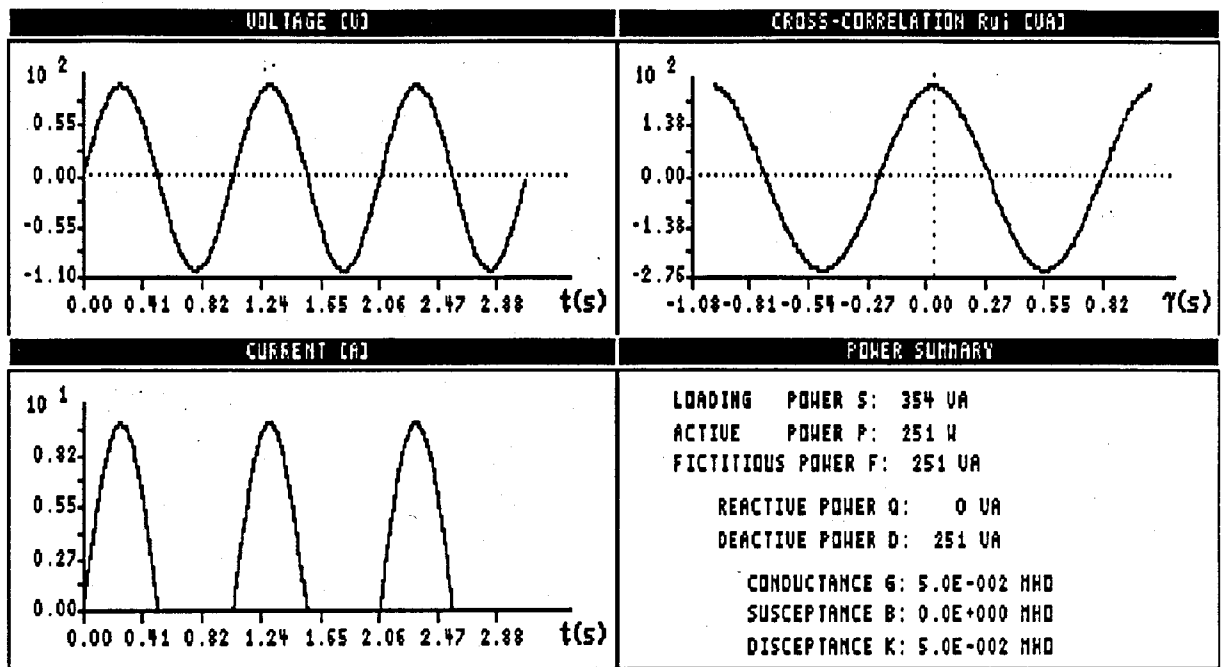 VOLTAGE [V]
10 2
0.55
0.00
-0.55
-1.10
0.00 0.41 0.82 1.24 1.65 2.06 2.47 2.88 t(s)
CROSS-CORRELATION Rui [VA]
10 2
1.38
0.00
-1.38
-2.76
-1.08 -0.81 -0.54 -0.27 0.00 0.27 0.55 0.82 γ(s)
CURRENT [A]
10 1
0.82
0.55
0.27
0.00
0.00 0.41 0.82 1.24 1.65 2.06 2.47 2.88 t(s)
POWER SUMMARY
LOADING POWER S: 354 VA
ACTIVE POWER P: 251 W
FICTITIOUS POWER F: 251 VA
REACTIVE POWER Q: 0 VA
DEACTIVE POWER D: 251 VA
CONDUCTANCE G: 5.0E-002 MHO
SUSCEPTANCE B: 0.0E+000 MHO
DISCEPTANCE K: 5.0E-002 MHO